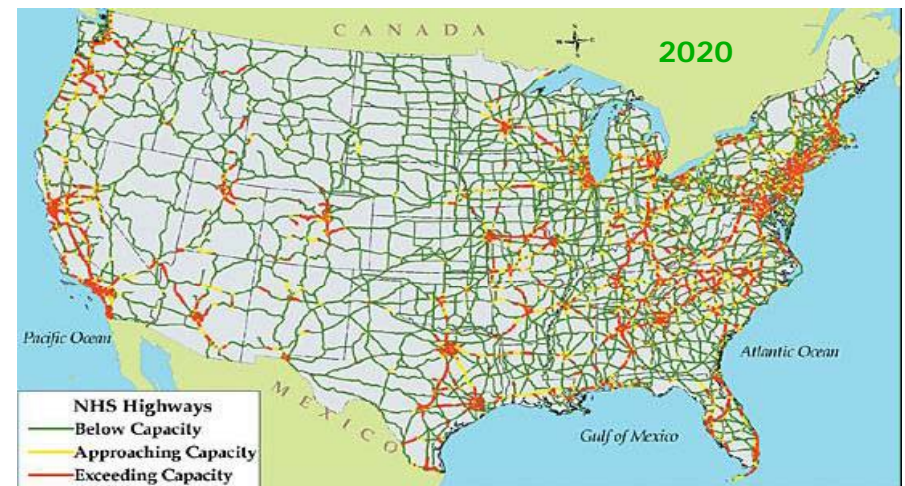 CANADA
2020
Pacific Ocean
Atlantic Ocean
MEXICO
Gulf of Mexico
NHS Highways
Below Capacity
Approaching Capacity
Exceeding Capacity